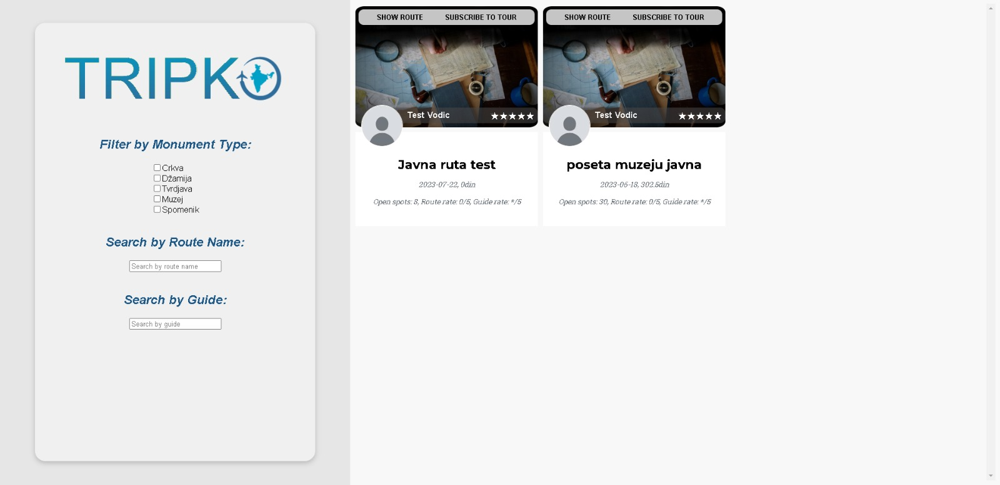 TRIPKO
Filter by Monument Type:
Crkva
Džamija
Tvrdjava
Muzej
Spomenik
Search by Route Name:
Search by route name
Search by Guide:
Search by guide
SHOW ROUTE SUBSCRIBE TO TOUR
Test Vodic ★★★★★
Javna ruta test
2023-07-22, 0din
Open spots: 8, Route rate: 0/5, Guide rate: */5
SHOW ROUTE SUBSCRIBE TO TOUR
Test Vodic ★★★★★
poseta muzeju javna
2023-06-18, 302.5din
Open spots: 30, Route rate: 0/5, Guide rate: */5